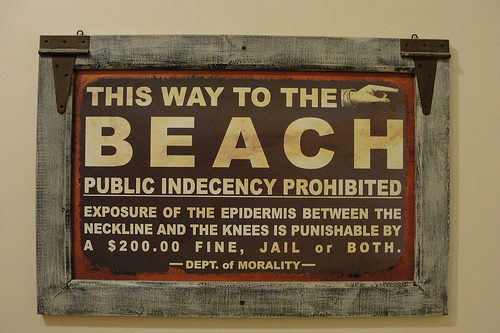 THIS WAY TO THE
BEACH
PUBLIC INDECENCY PROHIBITED
EXPOSURE OF THE EPIDERMIS BETWEEN THE
NECKLINE AND THE KNEES IS PUNISHABLE BY
A $200.00 FINE, JAIL or BOTH.
—DEPT. of MORALITY—